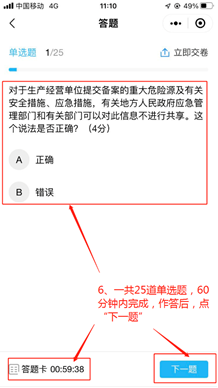 中国移动 4G 11:10 49%
答题
单选题 1/25 立即交卷
对于生产经营单位提交备案的重大危险源及有关
安全措施、应急措施，有关地方人民政府应急管
理部门和有关部门可以对此信息不进行共享。这
个说法是否正确？（4分）
A 正确
B 错误
6、一共25道单选题，60
分钟内完成，作答后，点
“下一题”
答题卡 00:59:38 下一题